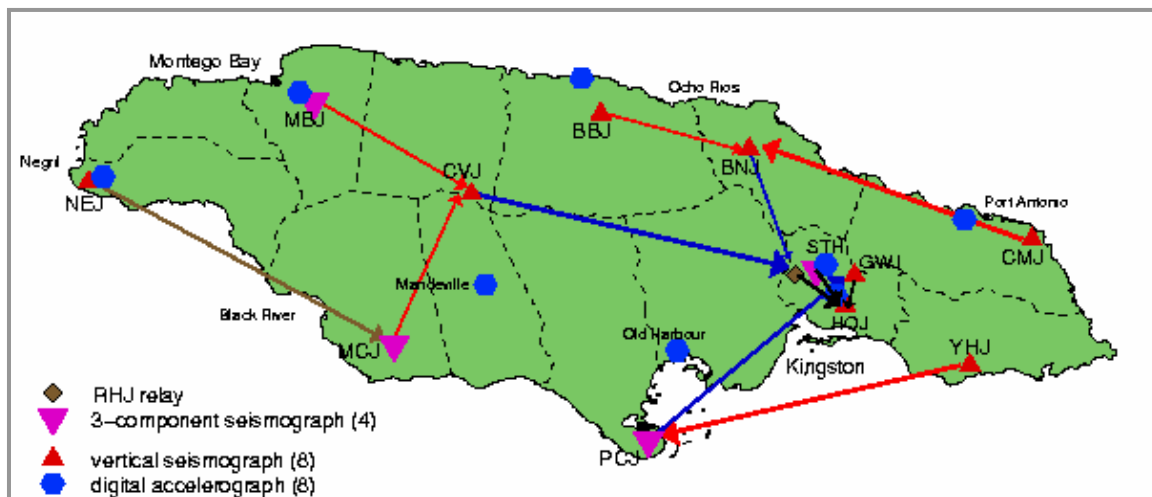 Montego Bay
Ocho Rios
MBJ
BBJ
BNJ
Negril
CVJ
NEJ
Port Antonio
STH
GWJ
CMJ
Mandeville
Black River
HOJ
Old Harbour
MCJ
YHJ
Kingston
RHJ relay
3-component seismograph (4)
PCJ
vertical seismograph (8)
digital accelerograph (8)